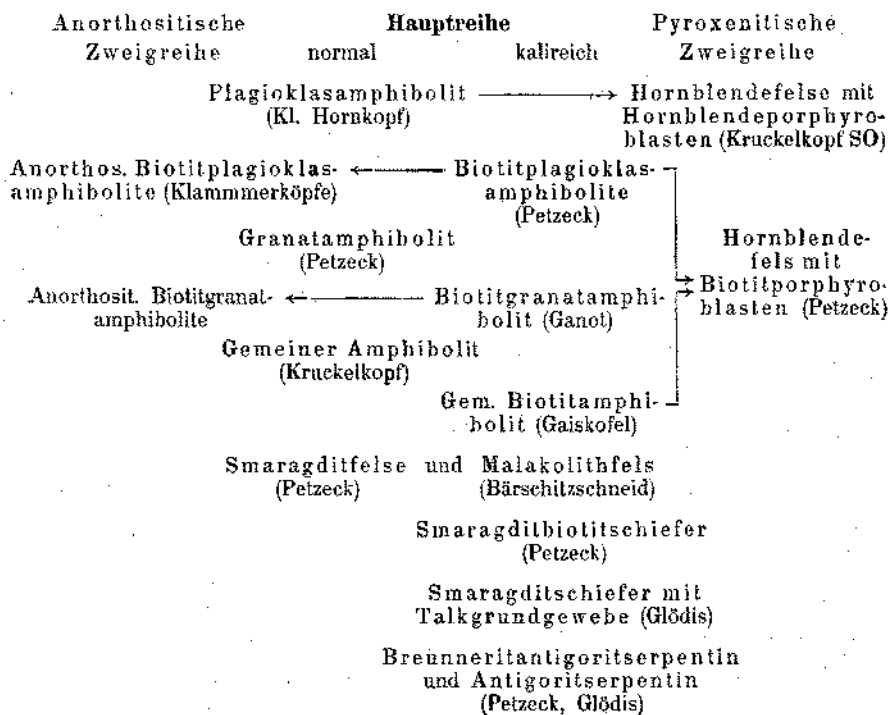 Anorthositische Hauptreihe Pyroxenitische
Zweigreihe normal kalireich Zweigreihe
Plagioklasamphibolit Hornblendefelse mit
(Kl. Hornkopf) Hornblendeporphyro-
blasten (Kruckelkopf SO)
Anorthos. Biotitplagioklas- Biotitplagioklas-
amphibolite (Klammmerköpfe) amphibolite
(Petzeck)
Granatamphibolit Hornblende-
(Petzeck) fels mit
Biotitporphyro-
Anorthosit. Biotitgranat- Biotitgranatamphi- blasten (Petzeck)
amphibolite bolit (Ganot)
Gemeiner Amphibolit
(Kruckelkopf)
Gem. Biotitamphi-
bolit (Gaiskofel)
Smaragditfelse und Malakolithfels
(Petzeck) (Bärschitzschneid)
Smaragditbiotitschiefer
(Petzeck)
Smaragditschiefer mit
Talkgrundgewebe (Glödis)
Breunneritantigoritserpentin
und Antigoritserpentin
(Petzeck, Glödis)